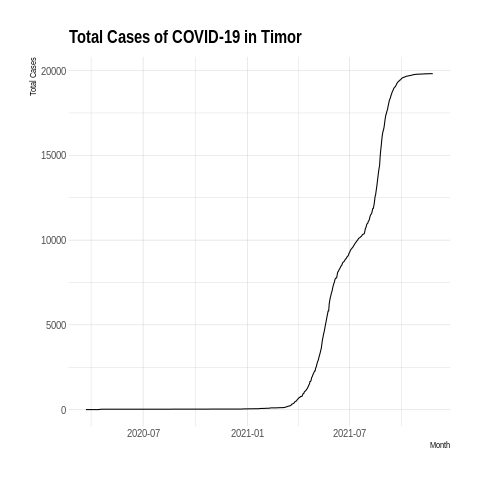 Total Cases of COVID-19 in Timor
Total Cases
20000
15000
10000
5000
0
2020-07 2021-01 2021-07
Month